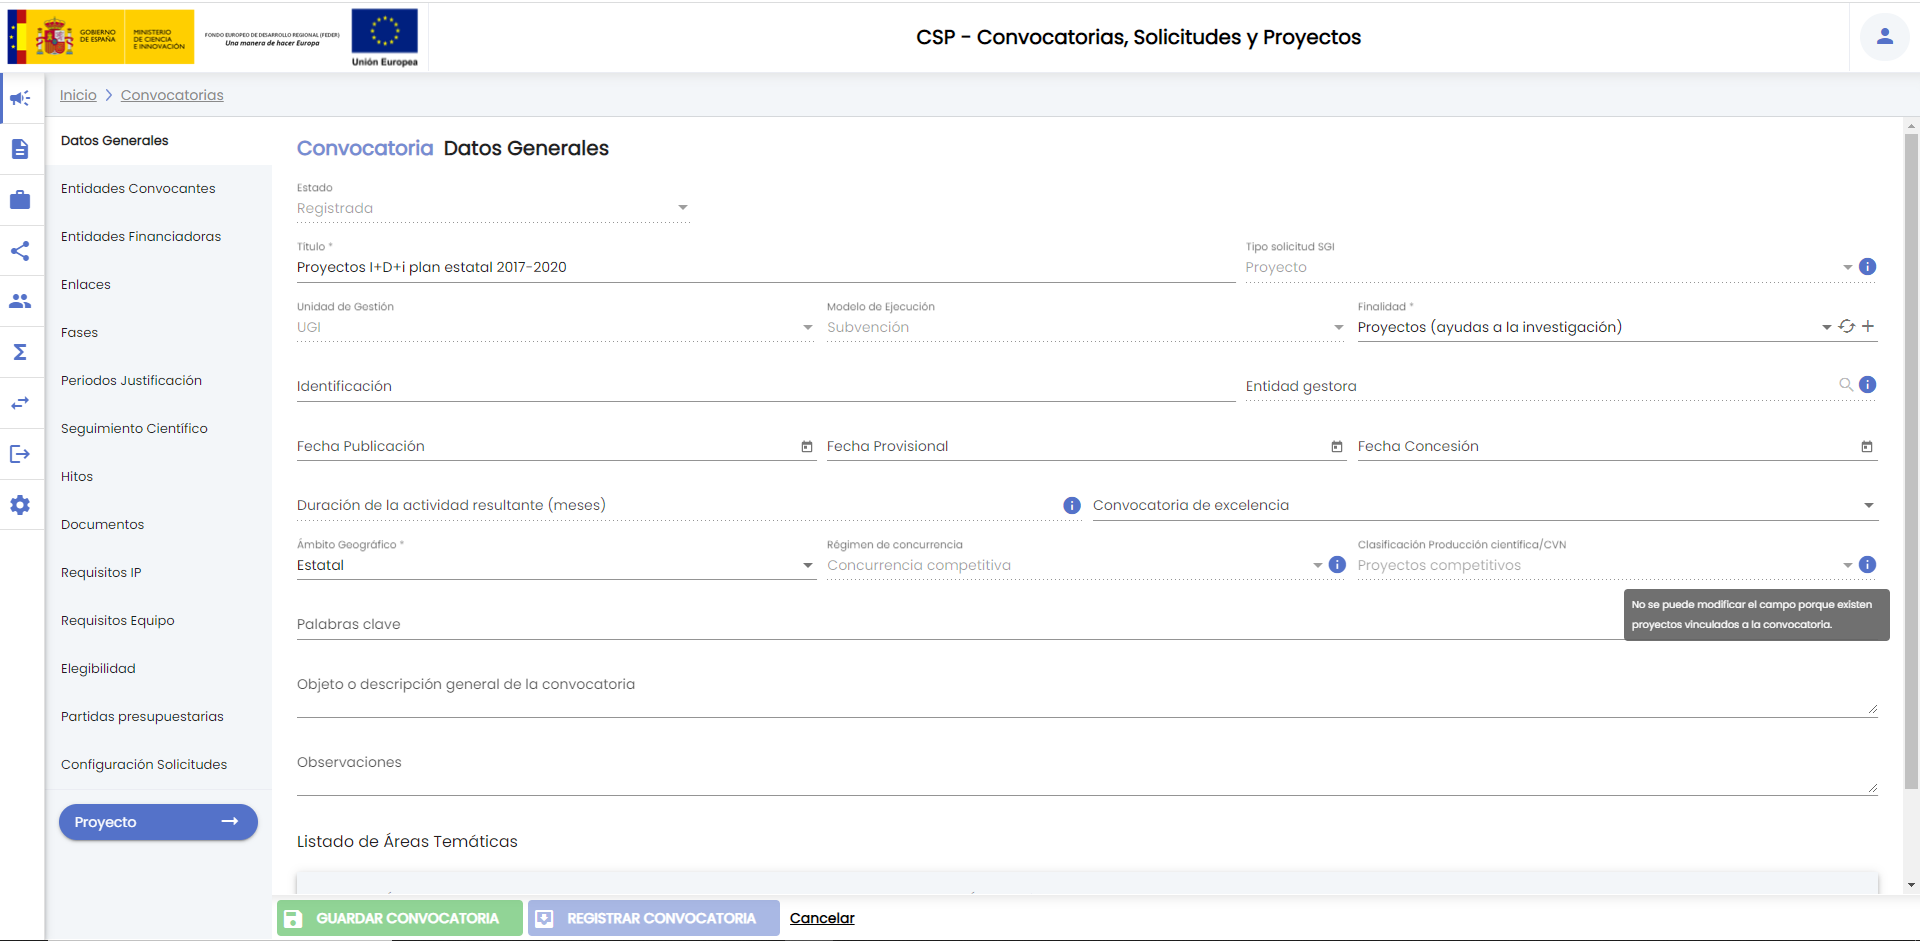 GOBIERNO
DE ESPAÑA
MINISTERIO
DE CIENCIA
E INNOVACIÓN
FONDO EUROPEO DE DESARROLLO REGIONAL (FEDER)
Una manera de hacer Europa
Unión Europea
CSP - Convocatorias, Solicitudes y Proyectos
Inicio > Convocatorias
Datos Generales
Entidades Convocantes
Entidades Financiadoras
Enlaces
Fases
Periodos Justificación
Seguimiento Científico
Hitos
Documentos
Requisitos IP
Requisitos Equipo
Elegibilidad
Partidas presupuestarias
Configuración Solicitudes
Proyecto
Convocatoria Datos Generales
Estado
Registrada
Título *
Proyectos I+D+i plan estatal 2017-2020
Tipo solicitud SGI
Proyecto
Unidad de Gestión
UGI
Modelo de Ejecución
Subvención
Finalidad *
Proyectos (ayudas a la investigación)
Identificación
Entidad gestora
Fecha Publicación
Fecha Provisional
Fecha Concesión
Duración de la actividad resultante (meses)
Convocatoria de excelencia
Ámbito Geográfico *
Estatal
Régimen de concurrencia
Concurrencia competitiva
Clasificación Producción científica/CVN
Proyectos competitivos
No se puede modificar el campo porque existen
proyectos vinculados a la convocatoria.
Palabras clave
Objeto o descripción general de la convocatoria
Observaciones
Listado de Áreas Temáticas
GUARDAR CONVOCATORIA
REGISTRAR CONVOCATORIA
Cancelar